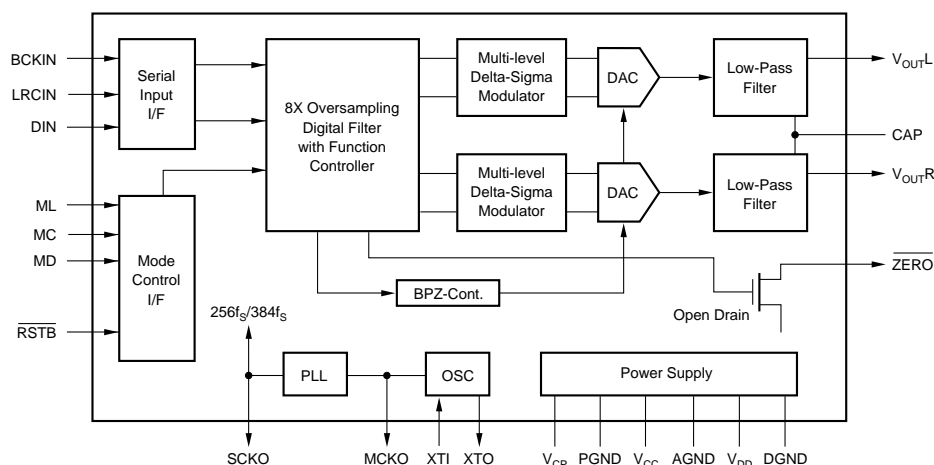 BCKIN
LRCIN
DIN
Serial
Input
I/F
8X Oversampling
Digital Filter
with Function
Controller
Multi-level
Delta-Sigma
Modulator
DAC
Low-Pass
Filter
VOUTL
CAP
Multi-level
Delta-Sigma
Modulator
DAC
Low-Pass
Filter
VOUTR
ML
MC
MD
RSTB
Mode
Control
I/F
BPZ-Cont.
Open Drain
ZERO
256fS/384fS
PLL
OSC
Power Supply
SCKO
MCKO
XTI
XTO
VCP
PGND
VCC
AGND
VDD
DGND